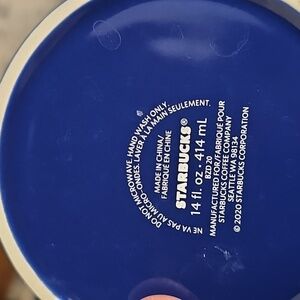 DO NOT MICROWAVE. HAND WASH ONLY.
NE VA PAS AU MICRO-ONDES. LAVER À LA MAIN SEULEMENT.
MADE IN CHINA/
FABRIQUÉ EN CHINE
STARBUCKS®
14 fl. oz - 414 mL
BZD 20
MANUFACTURED FOR/FABRIQUÉ POUR
STARBUCKS COFFEE COMPANY
SEATTLE WA 98134
© 2020 STARBUCKS CORPORATION